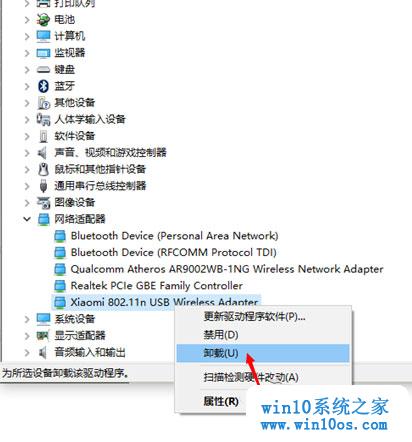 打印队列
电池
计算机
监视器
键盘
蓝牙
其他设备
人体学输入设备
软件设备
声音、视频和游戏控制器
鼠标和其他指针设备
通用串行总线控制器
图像设备
网络适配器
Bluetooth Device (Personal Area Network)
Bluetooth Device (RFCOMM Protocol TDI)
Qualcomm Atheros AR9002WB-1NG Wireless Network Adapter
Realtek PCIe GBE Family Controller
Xiaomi 802.11n USB Wireless Adapter
系统设备
显示适配器
音频输入和输出
更新驱动程序软件(P)...
禁用(D)
卸载(U)
扫描检测硬件改动(A)
属性(R)
为所选设备卸载该驱动程序。
win10系统之家
www.win10os.com